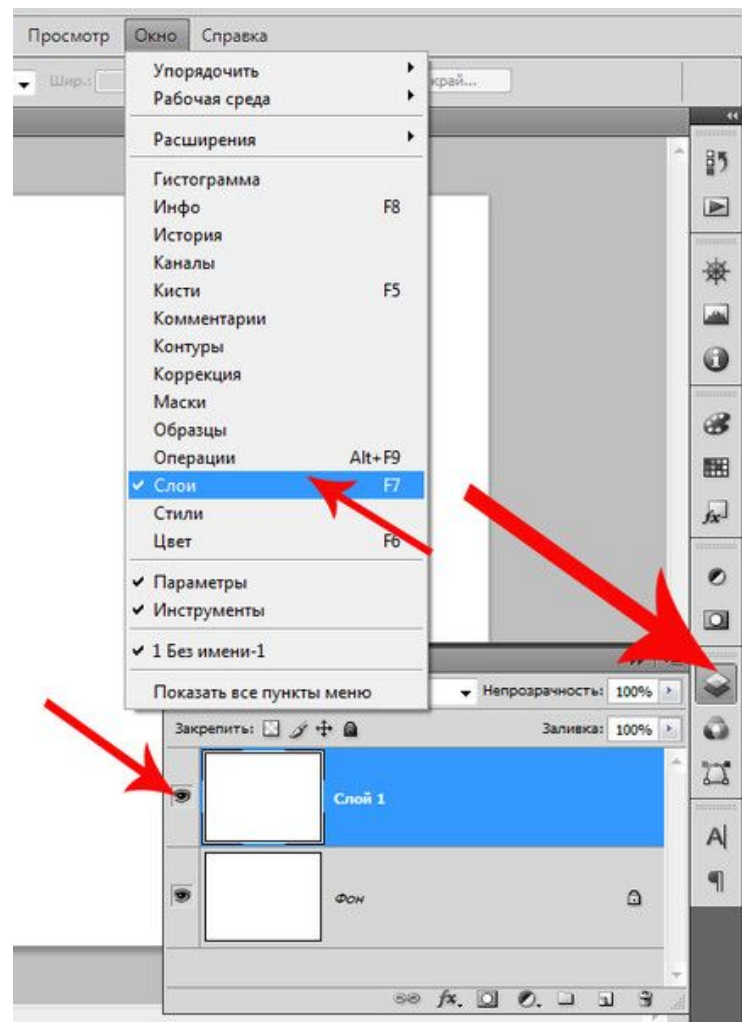 Просмотр Окно Справка
Шир.: край...
Упорядочить
Рабочая среда
Расширения
Гистограмма
Инфо F8
История
Каналы
Кисти F5
Комментарии
Контуры
Коррекция
Маски
Образцы
Операции Alt+F9
Слои F7
Стили
Цвет F6
Параметры
Инструменты
1 Без имени-1
Показать все пункты меню
Непрозрачность: 100%
Закрепить: Заливка: 100%
Слой 1
Фон